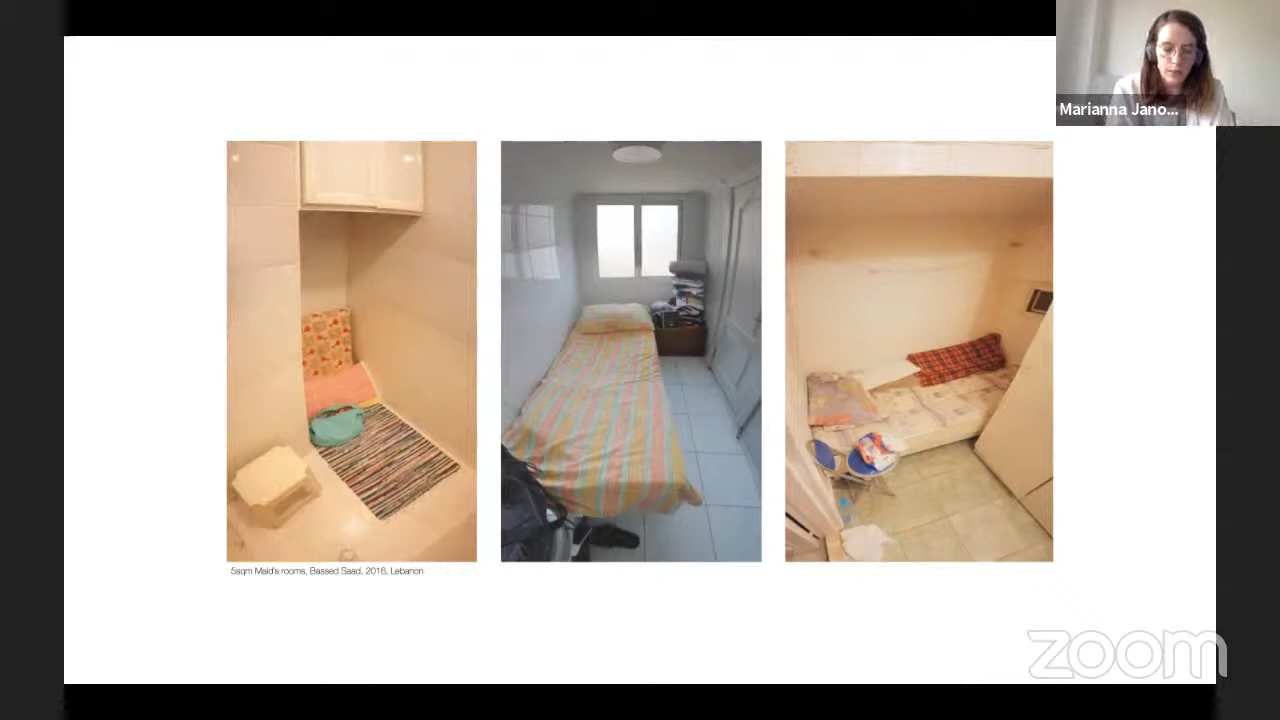 Marianna Jano...
5sqm Maid's rooms, Bassed Saad, 2016, Lebanon
zoom